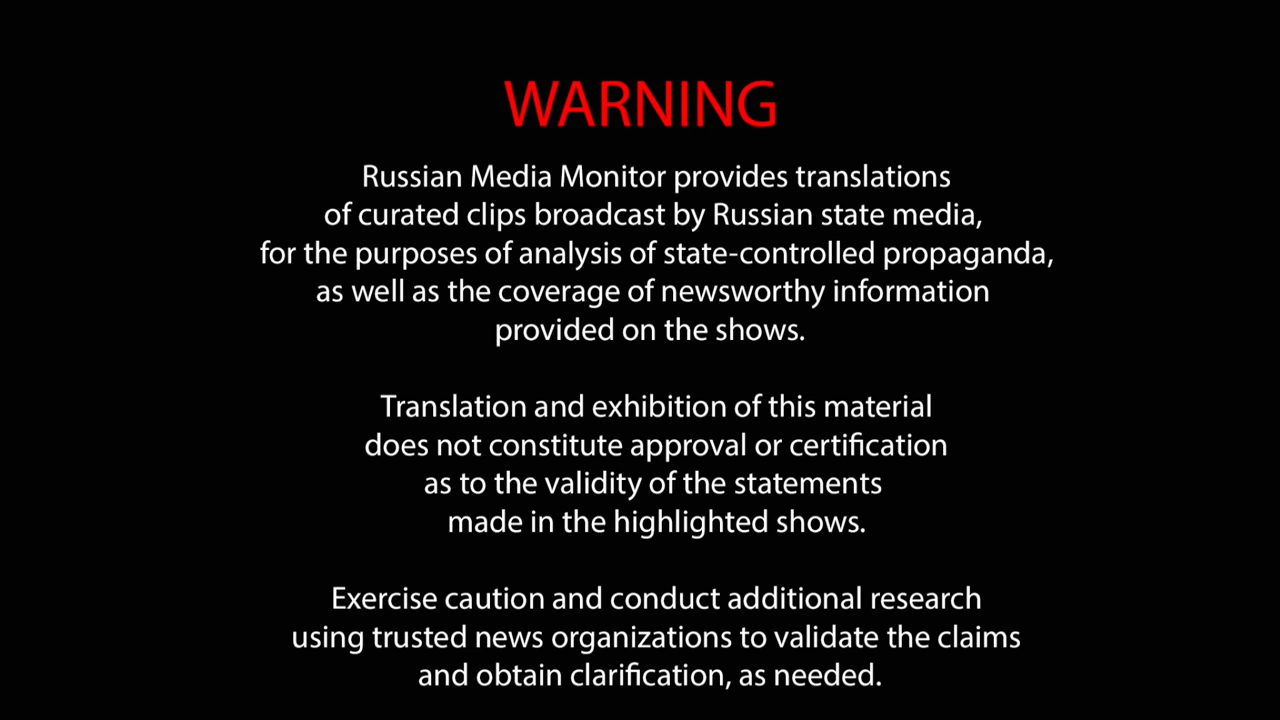 WARNING
Russian Media Monitor provides translations
of curated clips broadcast by Russian state media,
for the purposes of analysis of state-controlled propaganda,
as well as the coverage of newsworthy information
provided on the shows.
Translation and exhibition of this material
does not constitute approval or certification
as to the validity of the statements
made in the highlighted shows.
Exercise caution and conduct additional research
using trusted news organizations to validate the claims
and obtain clarification, as needed.